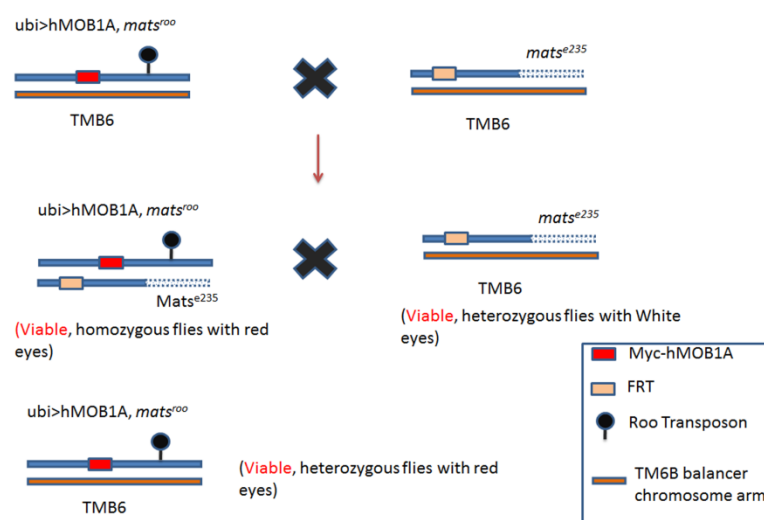 ubi>hMOB1A, mats^roo
mats^e235
TMB6
TMB6
ubi>hMOB1A, mats^roo
mats^e235
Mats^e235
TMB6
(Viable, homozygous flies with red
eyes)
(Viable, heterozygous flies with White
eyes)
Myc-hMOB1A
FRT
Roo Transposon
TM6B balancer
chromosome arm
ubi>hMOB1A, mats^roo
(Viable, heterozygous flies with red
eyes)
TMB6